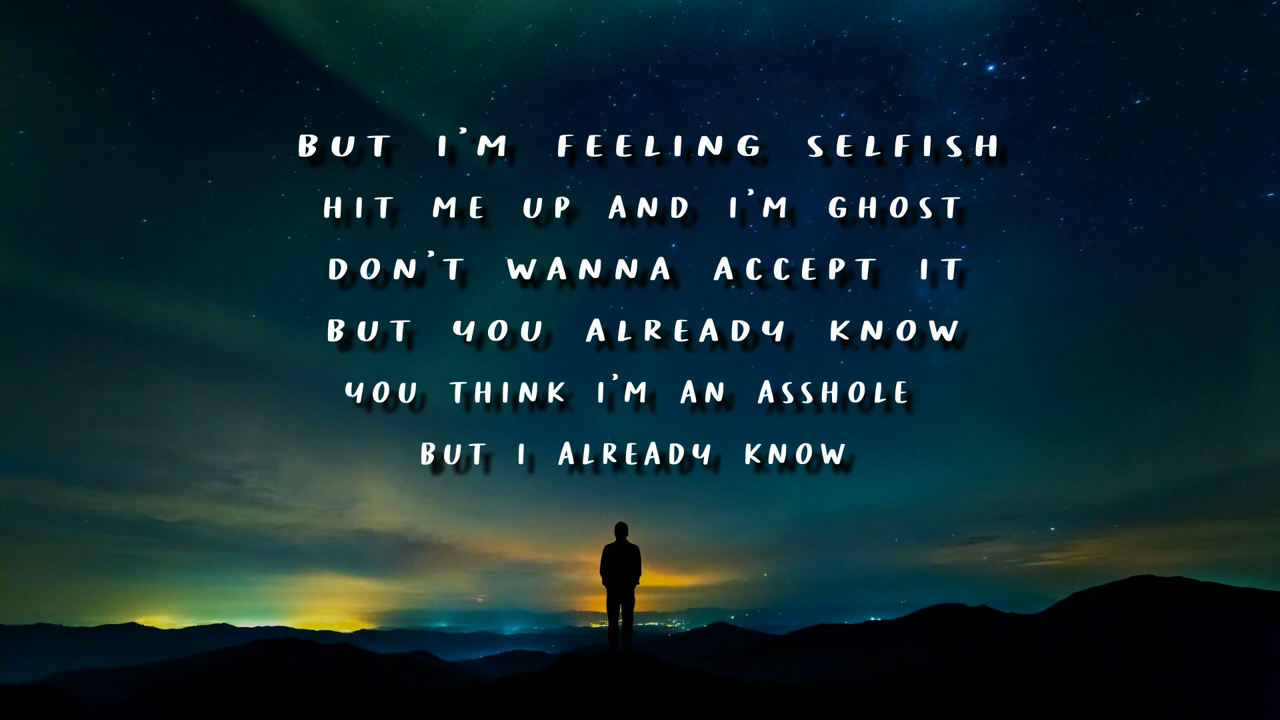 BUT I'M FEELING SELFISH
HIT ME UP AND I'M GHOST
DON'T WANNA ACCEPT IT
BUT YOU ALREADY KNOW
YOU THINK I'M AN ASSHOLE
BUT I ALREADY KNOW